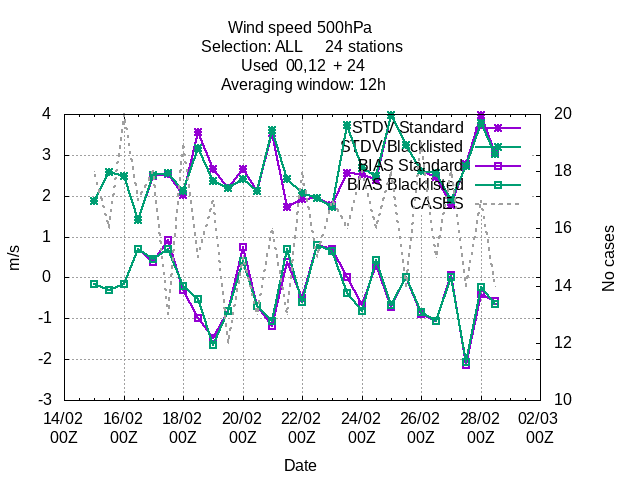 Wind speed 500hPa
Selection: ALL 24 stations
Used 00,12 + 24
Averaging window: 12h
4
3
2
1
0
-1
-2
-3
m/s
STDV Standard
STDV Blacklisted
BIAS Standard
BIAS Blacklisted
CASES
20
18
16
14
12
10
No cases
14/02 16/02 18/02 20/02 22/02 24/02 26/02 28/02 02/03
00Z 00Z 00Z 00Z 00Z 00Z 00Z 00Z 00Z
Date